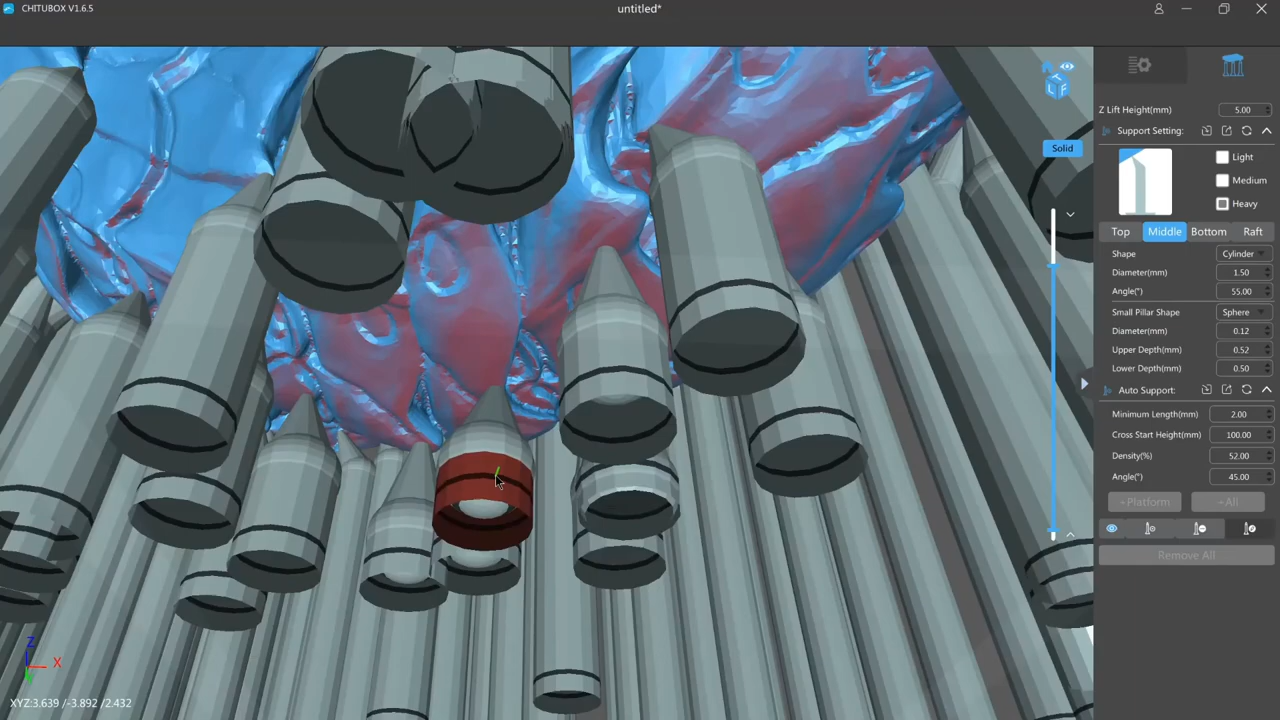 CHITUBOX V1.6.5
untitled*
Z Lift Height(mm) 5.00
Support Setting:
Light
Medium
Heavy
Top Middle Bottom Raft
Shape Cylinder
Diameter(mm) 1.50
Angle(°) 55.00
Small Pillar Shape Sphere
Diameter(mm) 0.12
Upper Depth(mm) 0.52
Lower Depth(mm) 0.50
Auto Support:
Minimum Length(mm) 2.00
Cross Start Height(mm) 100.00
Density(%) 52.00
Angle(°) 45.00
+Platform +All
Remove All
Solid
L F
Z
X
XYZ:3.639 /-3.892 /2.432